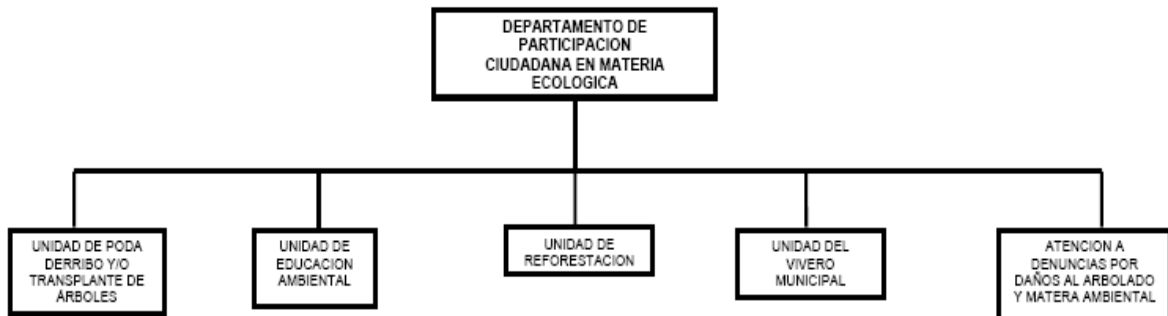 DEPARTAMENTO DE
PARTICIPACION
CIUDADANA EN MATERIA
ECOLOGICA
UNIDAD DE PODA
DERRIBO Y/O
TRANSPLANTE DE
ÁRBOLES
UNIDAD DE
EDUCACION
AMBIENTAL
UNIDAD DE
REFORESTACION
UNIDAD DEL
VIVERO
MUNICIPAL
ATENCION A
DENUNCIAS POR
DAÑOS AL ARBOLADO
Y MATERA AMBIENTAL